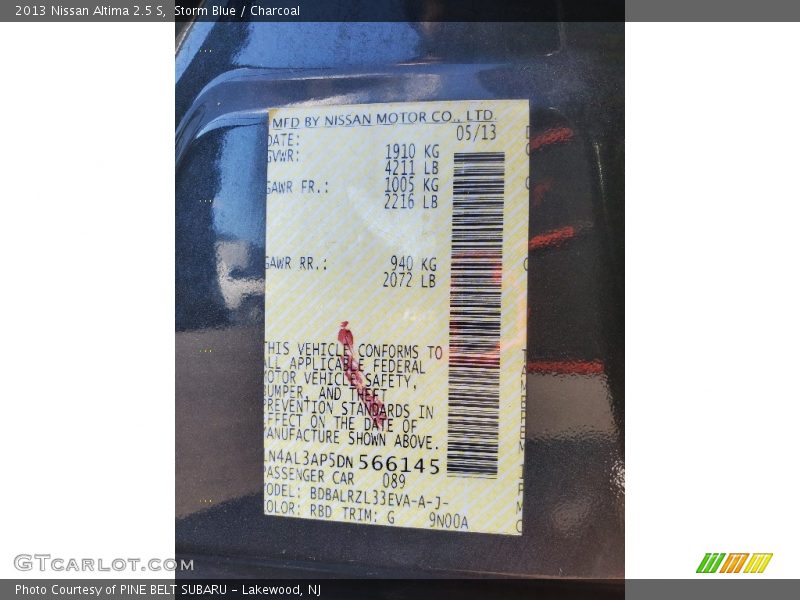 2013 Nissan Altima 2.5 S, Storm Blue / Charcoal
MFD BY NISSAN MOTOR CO., LTD.
DATE: 05/13
GVWR: 1910 KG
4211 LB
GAWR FR.: 1005 KG
2216 LB
GAWR RR.: 940 KG
2072 LB
THIS VEHICLE CONFORMS TO
ALL APPLICABLE FEDERAL
MOTOR VEHICLE SAFETY,
BUMPER, AND THEFT
PREVENTION STANDARDS IN
EFFECT ON THE DATE OF
MANUFACTURE SHOWN ABOVE.
1N4AL3AP5DN566145
PASSENGER CAR 089
MODEL: BDBALRZL33EVA-A-J-
COLOR: RBD TRIM: G 9N00A
GTCARLOT.COM
Photo Courtesy of PINE BELT SUBARU - Lakewood, NJ